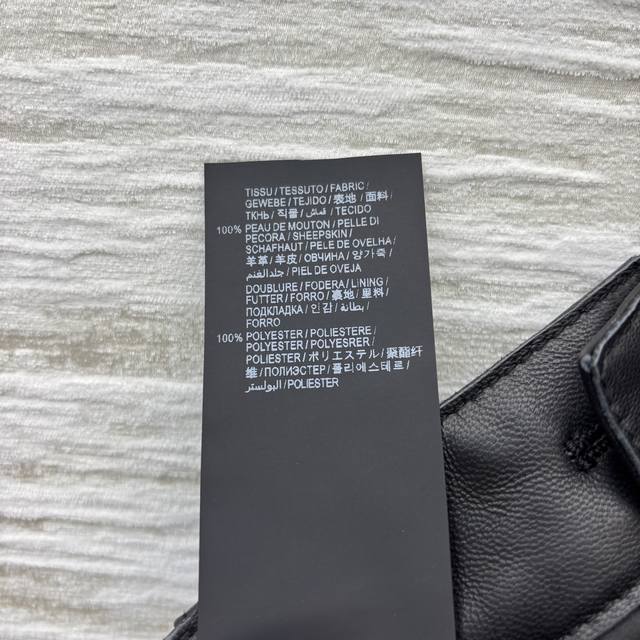 TISSU / TESSUTO / FABRIC /
GEWEBE / TEJIDO / 表地 / 面料 /
ТКНЬ / 직물 / قماش / TECIDO
100% PEAU DE MOUTON / PELLE DI
PECORA / SHEEPSKIN /
SCHAFHAUT / PELE DE OVELHA /
羊革 / 羊皮 / ОВЧИНА / 양가죽 /
جلد الغنم / PIEL DE OVEJA
DOUBLURE / FODERA / LINING /
FUTTER / FORRO / 裏地 / 里料 /
ПОДКЛАДКА / 안감 / بطانة /
FORRO
100% POLYESTER / POLIESTERE /
POLYESTER / POLYESRER /
POLIESTER / ポリエステル / 聚酯纤
维 / ПОЛИЭСТЕР / 폴리에스테르 /
البوليستر / POLIESTER